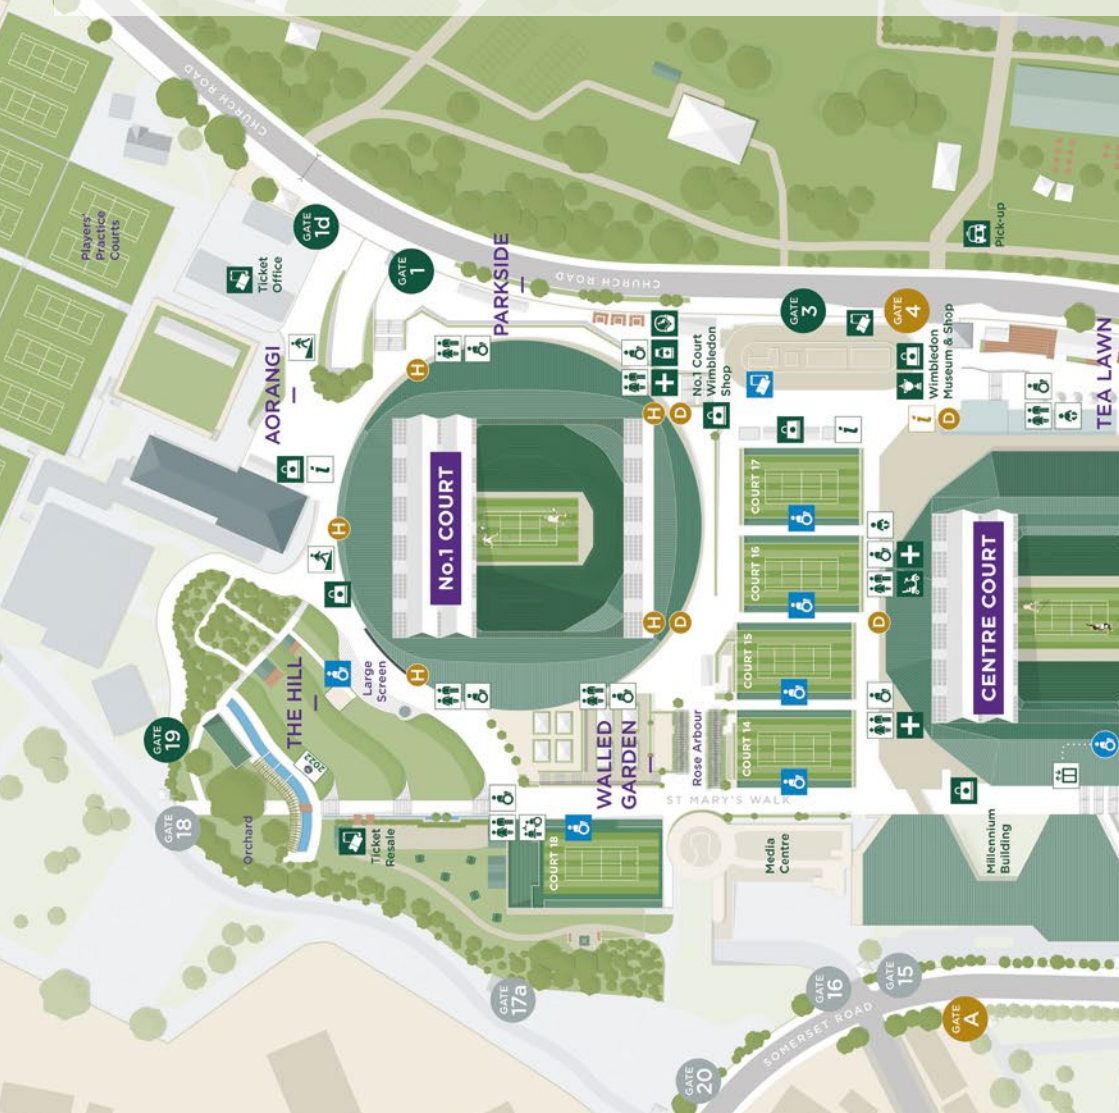 CHURCH ROAD
Players'
Practice
Courts
GATE
1d
Ticket
Office
GATE
1
PARKSIDE
CHURCH ROAD
Pick-up
GATE
3
GATE
4
AORANGI
H
No.1 Court
Wimbledon
Shop
Wimbledon
Museum & Shop
TEA LAWN
i
H
D
i
i
D
No.1 COURT
COURT 17
COURT 16
COURT 15
COURT 14
H
H
D
D
H
CENTRE COURT
THE HILL
Large
Screen
2022
WALLED
GARDEN
Rose Arbour
ST MARY'S WALK
GATE
19
GATE
18
Orchard
Ticket
Resale
COURT 18
Media
Centre
Millennium
Building
GATE
17a
GATE
16
GATE
15
GATE
A
GATE
20
SOMERSET ROAD